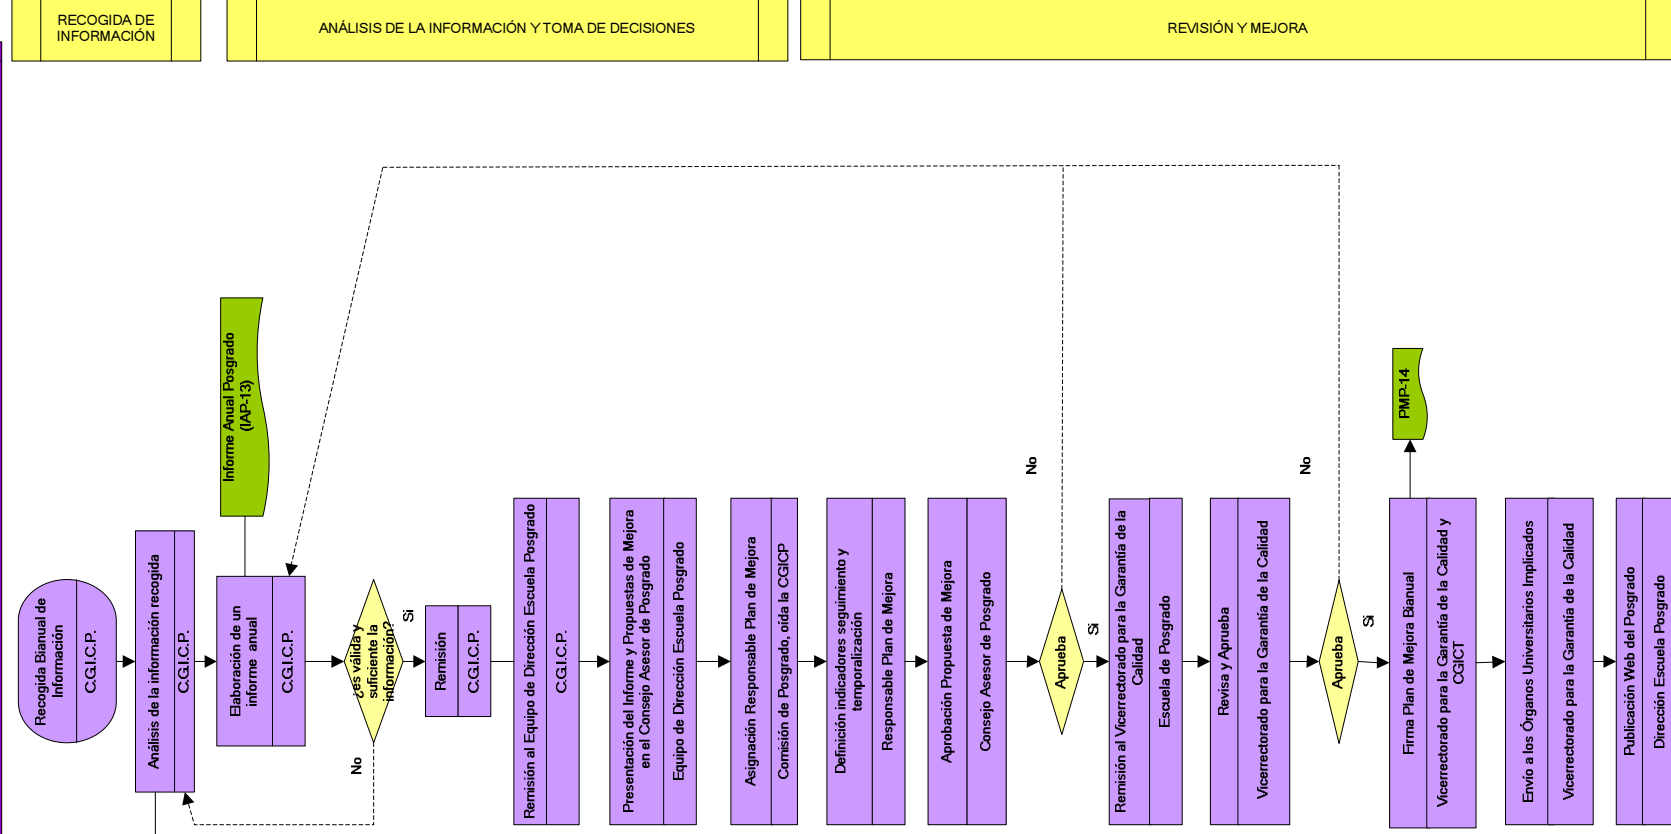 RECOGIDA DE
INFORMACIÓN
ANÁLISIS DE LA INFORMACIÓN Y TOMA DE DECISIONES
REVISIÓN Y MEJORA
Recogida Bianual de
Información
C.G.I.C.P.
Análisis de la información recogida
C.G.I.C.P.
Informe Anual Posgrado
(IAP-13)
Elaboración de un
informe anual
C.G.I.C.P.
¿es válida y
suficiente la
información?
No
Si
Remisión
C.G.I.C.P.
Remisión al Equipo de Dirección Escuela Posgrado
C.G.I.C.P.
Presentación del Informe y Propuestas de Mejora
en el Consejo Asesor de Posgrado
Equipo de Dirección Escuela Posgrado
Asignación Responsable Plan de Mejora
Comisión de Posgrado, oída la CGICP
Definición indicadores seguimiento y
temporalización
Responsable Plan de Mejora
Aprobación Propuesta de Mejora
Consejo Asesor de Posgrado
No
Aprueba
Si
Remisión al Vicerrectorado para la Garantía de la
Calidad
Escuela de Posgrado
Revisa y Aprueba
Vicerrectorado para la Garantía de la Calidad
No
Aprueba
Si
PMP-14
Firma Plan de Mejora Bianual
Vicerrectorado para la Garantía de la Calidad y
CGICT
Envío a los Órganos Universitarios Implicados
Vicerrectorado para la Garantía de la Calidad
Publicación Web del Posgrado
Dirección Escuela Posgrado